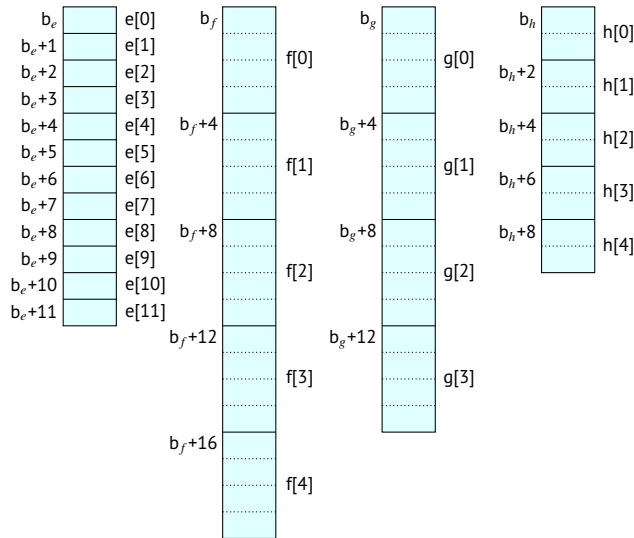 b_e e[0]
b_e+1 e[1]
b_e+2 e[2]
b_e+3 e[3]
b_e+4 e[4]
b_e+5 e[5]
b_e+6 e[6]
b_e+7 e[7]
b_e+8 e[8]
b_e+9 e[9]
b_e+10 e[10]
b_e+11 e[11]
b_f
f[0]
b_f+4
f[1]
b_f+8
f[2]
b_f+12
f[3]
b_f+16
f[4]
b_g
g[0]
b_g+4
g[1]
b_g+8
g[2]
b_g+12
g[3]
b_h
h[0]
b_h+2
h[1]
b_h+4
h[2]
b_h+6
h[3]
b_h+8
h[4]